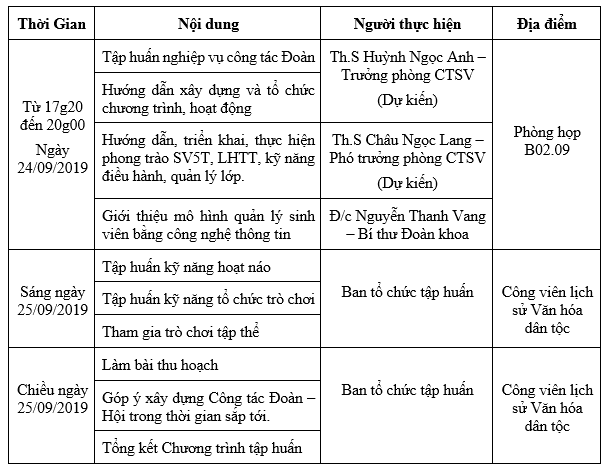 Thời Gian
Nội dung
Người thực hiện
Địa điểm
Từ 17g20
đến 20g00
Ngày
24/09/2019
Tập huấn nghiệp vụ công tác Đoàn
Hướng dẫn xây dựng và tổ chức
chương trình, hoạt động
Th.S Huỳnh Ngọc Anh –
Trưởng phòng CTSV
(Dự kiến)
Hướng dẫn, triển khai, thực hiện
phong trào SV5T, LHTT, kỹ năng
điều hành, quản lý lớp.
Th.S Châu Ngọc Lang –
Phó trưởng phòng CTSV
(Dự kiến)
Giới thiệu mô hình quản lý sinh
viên bằng công nghệ thông tin
Đ/c Nguyễn Thanh Vang
– Bí thư Đoàn khoa
Phòng họp
B02.09
Sáng ngày
25/09/2019
Tập huấn kỹ năng hoạt náo
Tập huấn kỹ năng tổ chức trò chơi
Tham gia trò chơi tập thể
Ban tổ chức tập huấn
Công viên lịch
sử Văn hóa
dân tộc
Chiều ngày
25/09/2019
Làm bài thu hoạch
Góp ý xây dựng Công tác Đoàn –
Hội trong thời gian sắp tới.
Tổng kết Chương trình tập huấn
Ban tổ chức tập huấn
Công viên lịch
sử Văn hóa
dân tộc